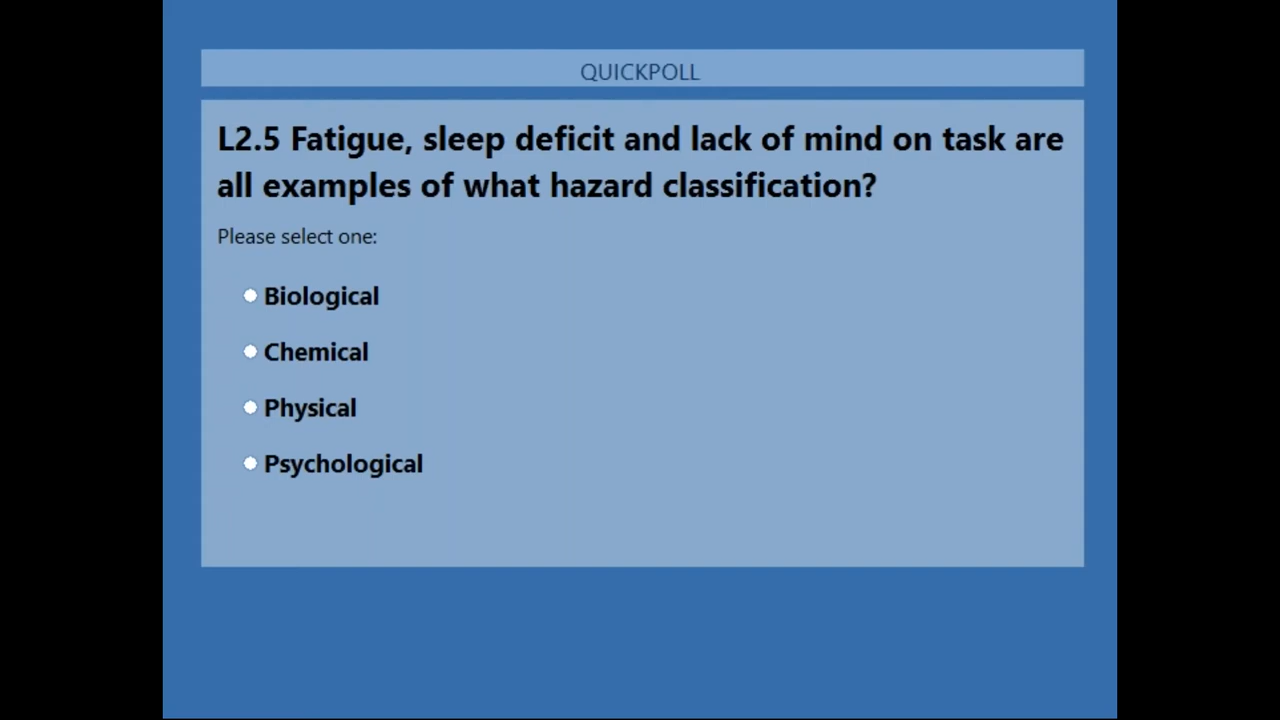 QUICKPOLL
L2.5 Fatigue, sleep deficit and lack of mind on task are
all examples of what hazard classification?
Please select one:
Biological
Chemical
Physical
Psychological